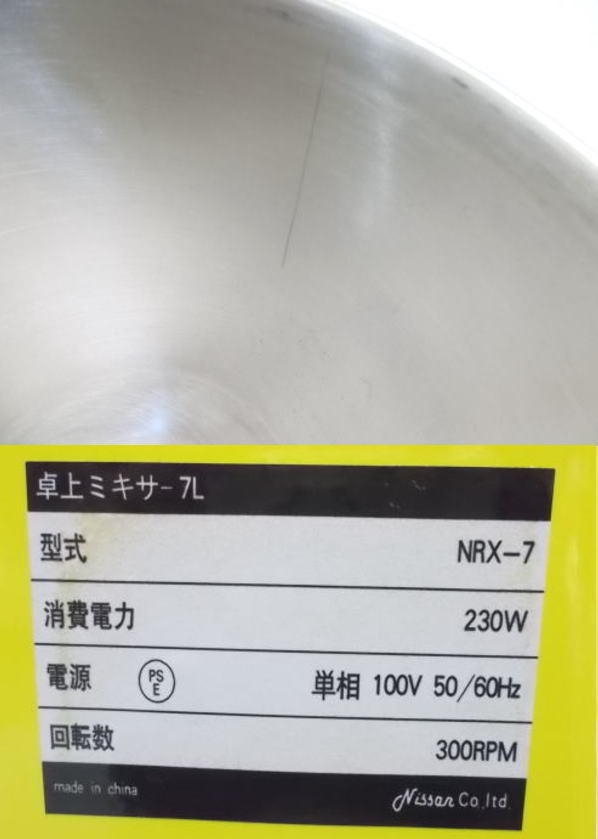 卓上ミキサー7L
型式 NRX-7
消費電力 230W
電源 PSE 単相 100V 50/60Hz
回転数 300RPM
made in china Nissan Co.,ltd.